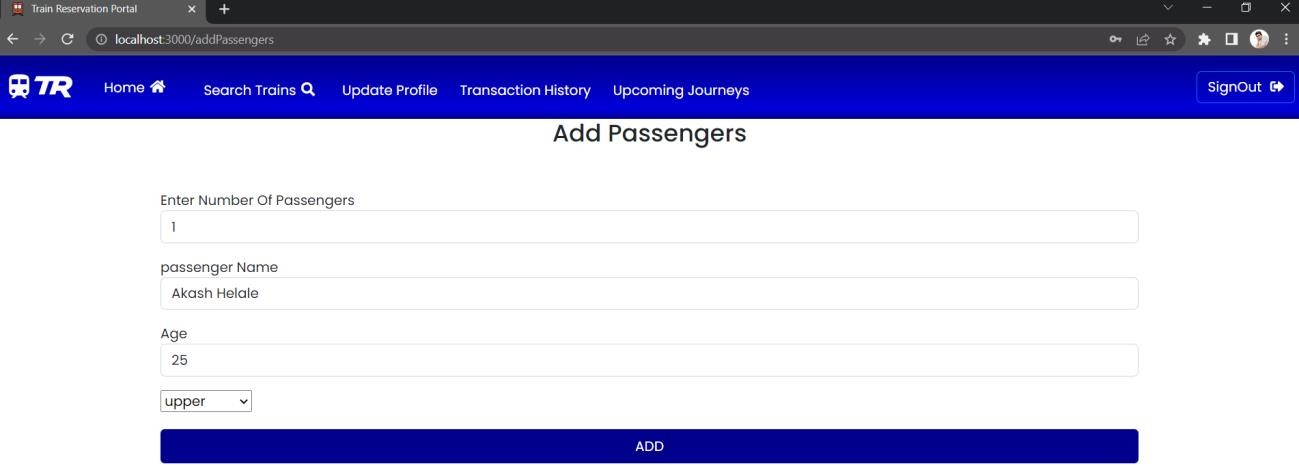 Train Reservation Portal
localhost:3000/addPassengers
TR Home Search Trains Update Profile Transaction History Upcoming Journeys SignOut
Add Passengers
Enter Number Of Passengers
1
passenger Name
Akash Helale
Age
25
upper
ADD